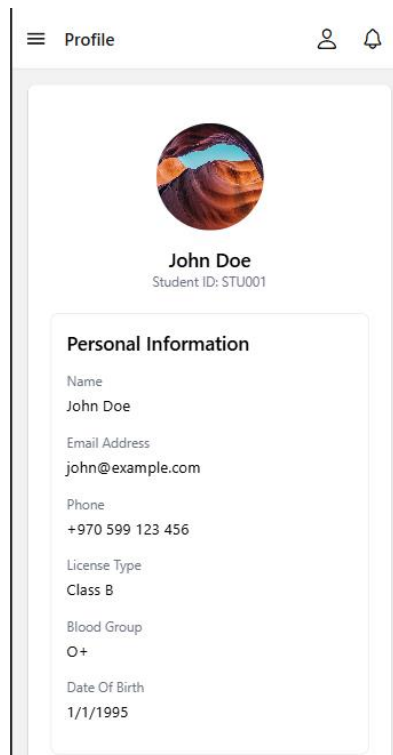 Profile
John Doe
Student ID: STU001
Personal Information
Name
John Doe
Email Address
john@example.com
Phone
+970 599 123 456
License Type
Class B
Blood Group
O+
Date Of Birth
1/1/1995